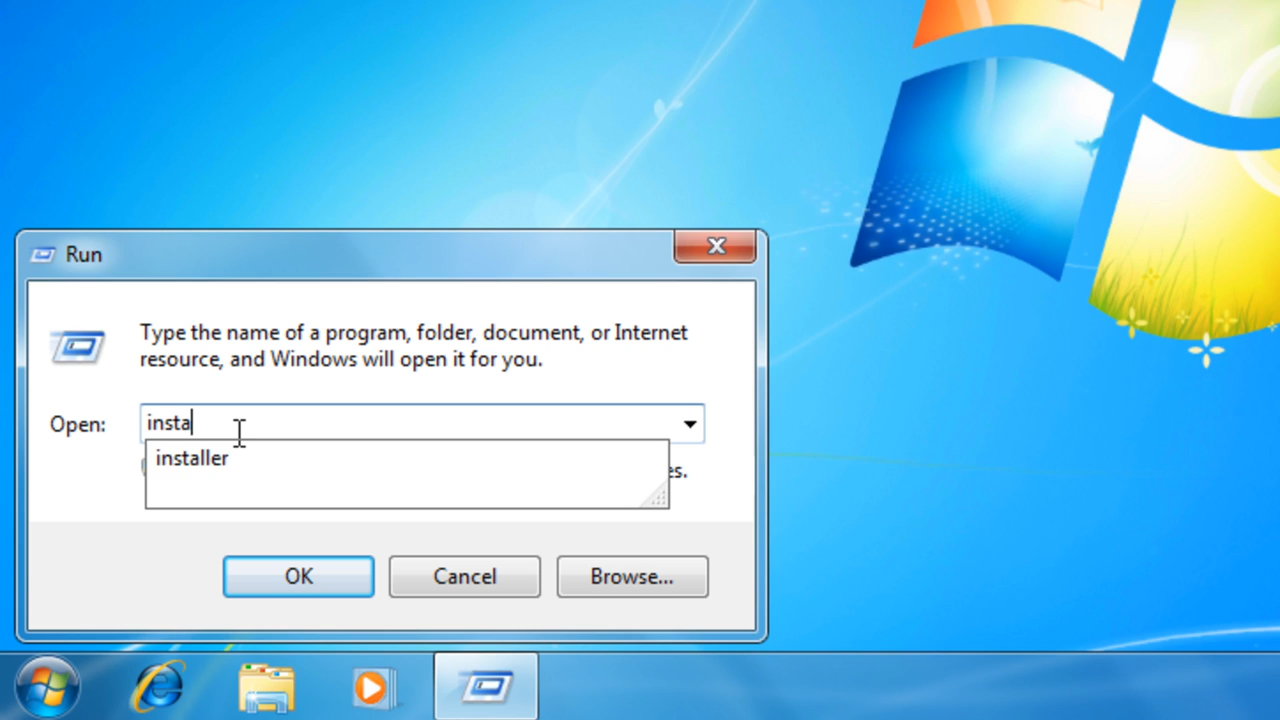 Run
Type the name of a program, folder, document, or Internet
resource, and Windows will open it for you.
Open: insta
installer
es.
OK Cancel Browse...